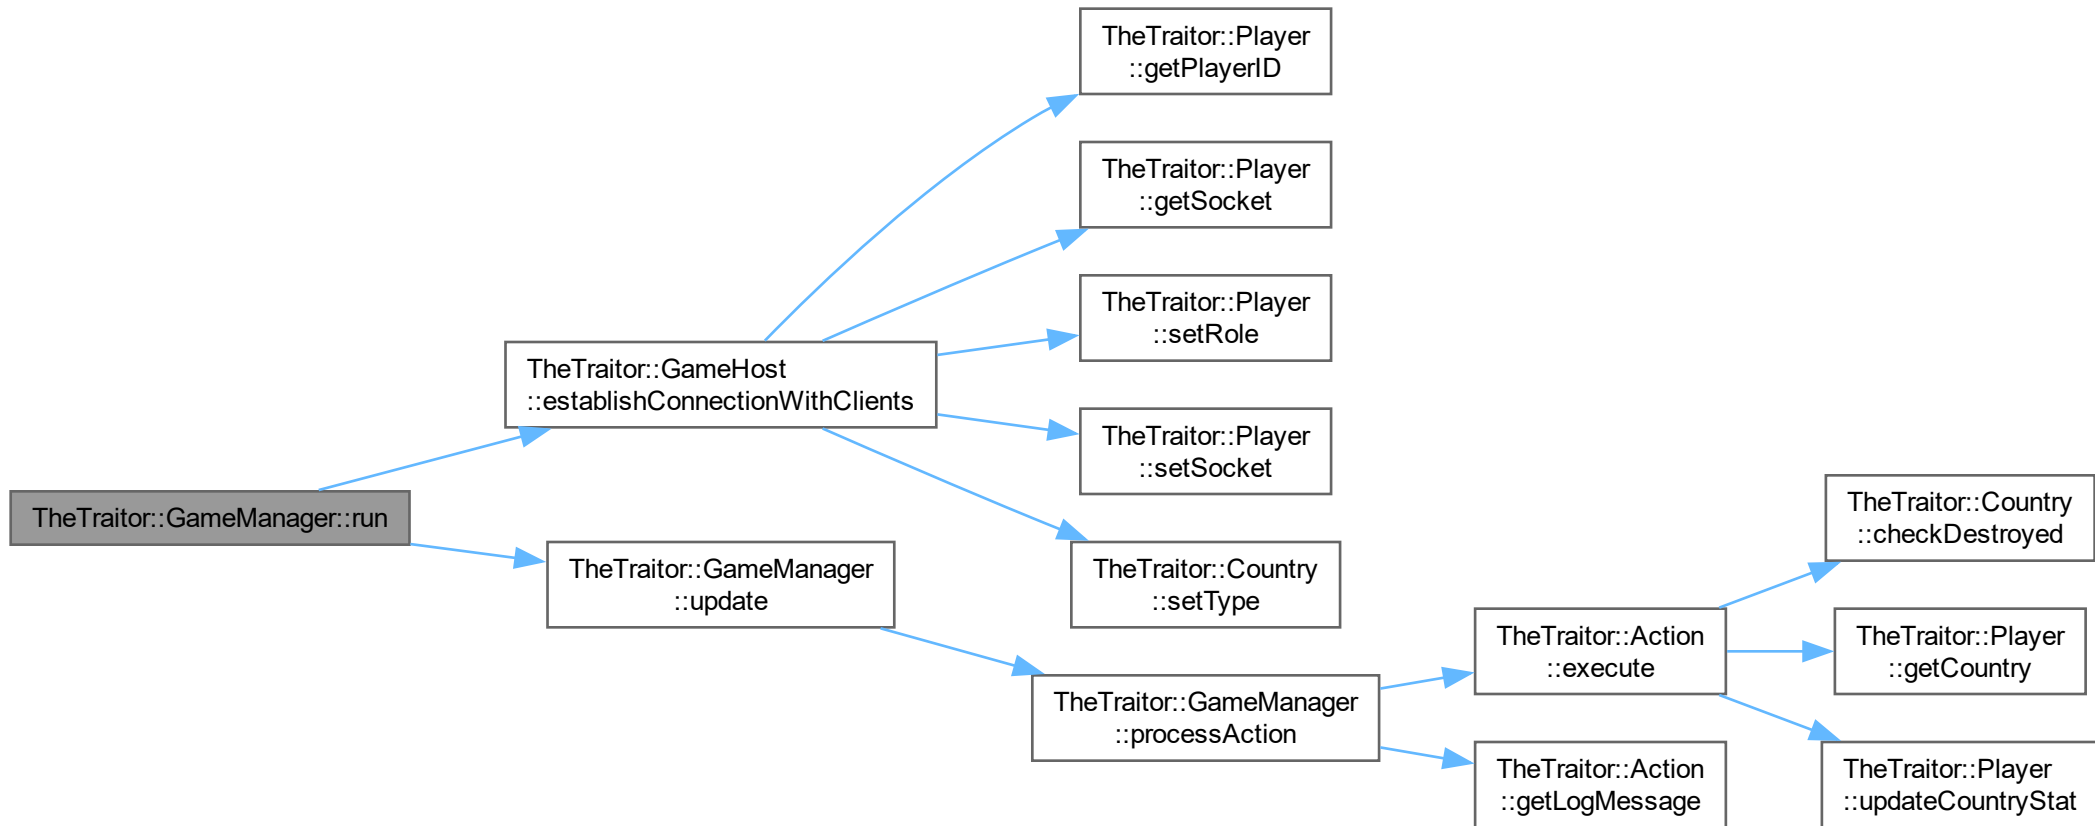 TheTraitor::Player
::getPlayerID
TheTraitor::Player
::getSocket
TheTraitor::Player
::setRole
TheTraitor::GameHost
::establishConnectionWithClients
TheTraitor::Player
::setSocket
TheTraitor::GameManager::run
TheTraitor::Country
::checkDestroyed
TheTraitor::GameManager
::update
TheTraitor::Country
::setType
TheTraitor::Action
::execute
TheTraitor::Player
::getCountry
TheTraitor::GameManager
::processAction
TheTraitor::Action
::getLogMessage
TheTraitor::Player
::updateCountryStat